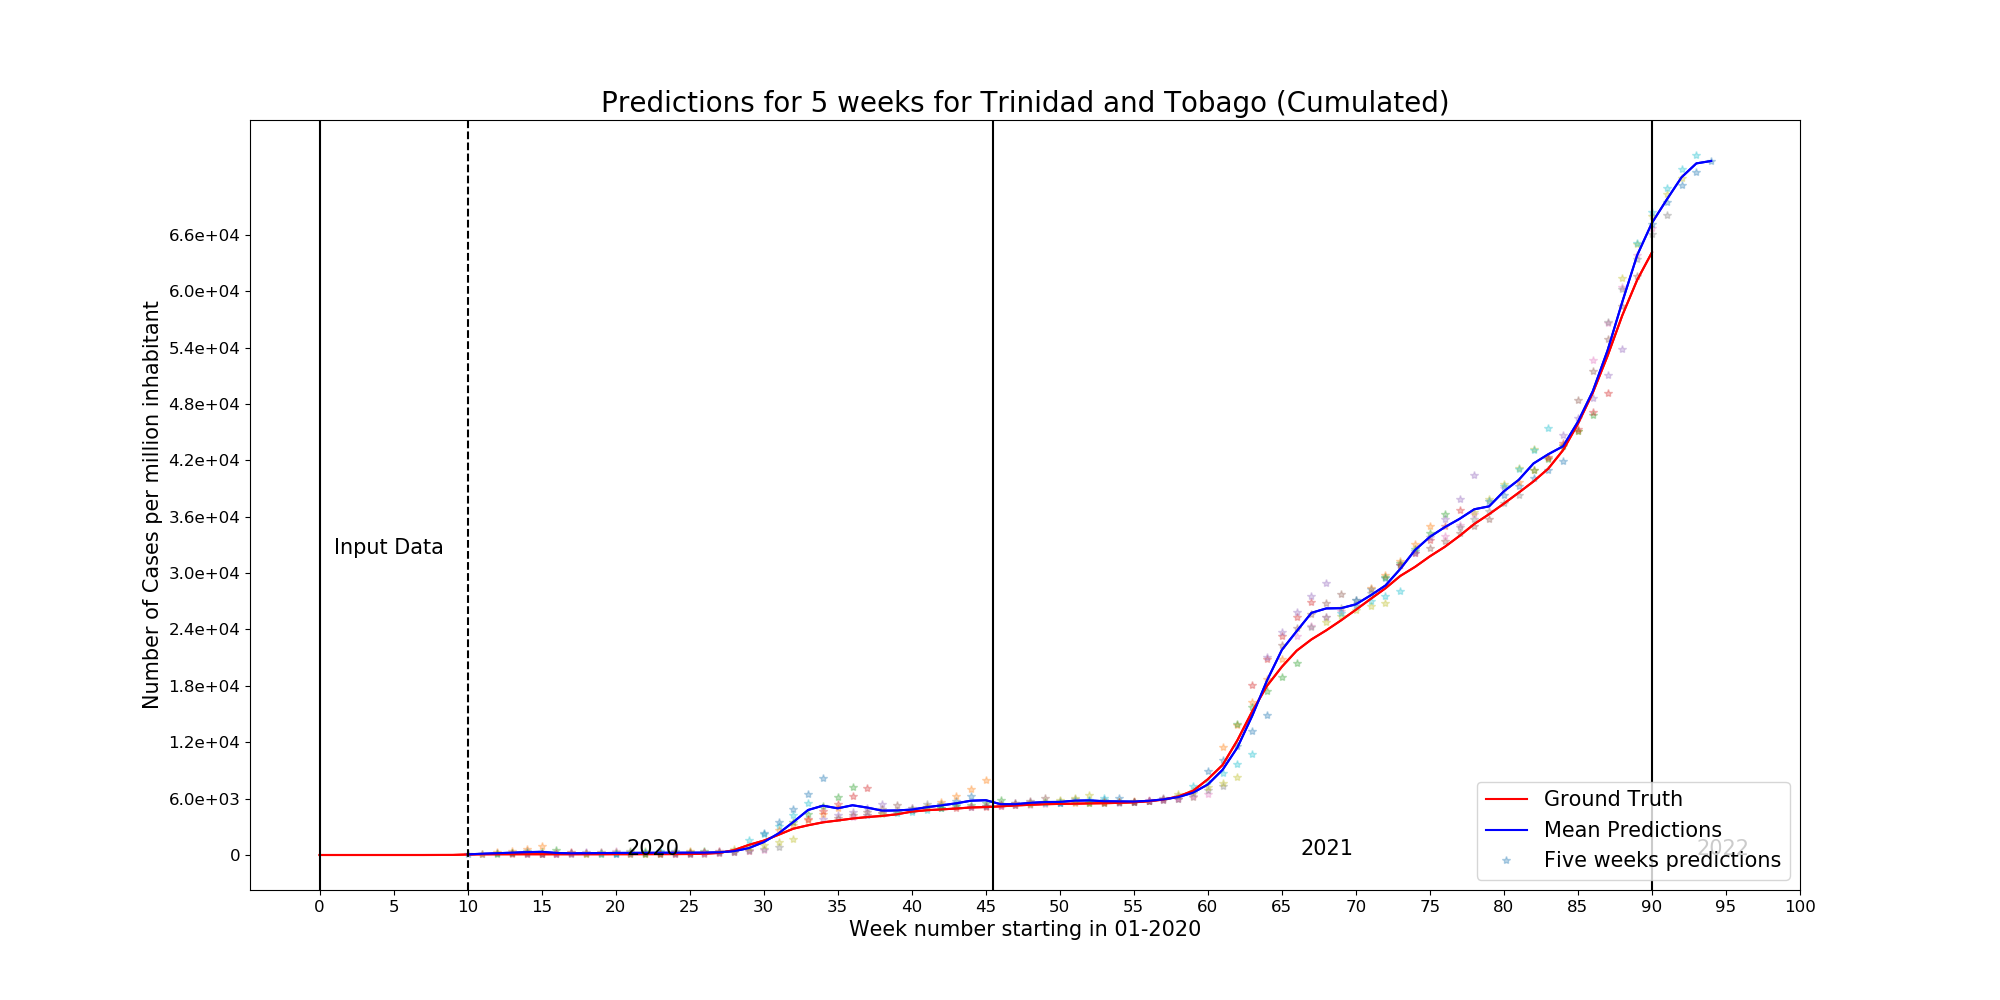 Predictions for 5 weeks for Trinidad and Tobago (Cumulated)
Number of Cases per million inhabitant
6.6e+04
6.0e+04
5.4e+04
4.8e+04
4.2e+04
3.6e+04
3.0e+04
2.4e+04
1.8e+04
1.2e+04
6.0e+03
0
Input Data
2020
2021
2022
Ground Truth
Mean Predictions
Five weeks predictions
0 5 10 15 20 25 30 35 40 45 50 55 60 65 70 75 80 85 90 95 100
Week number starting in 01-2020